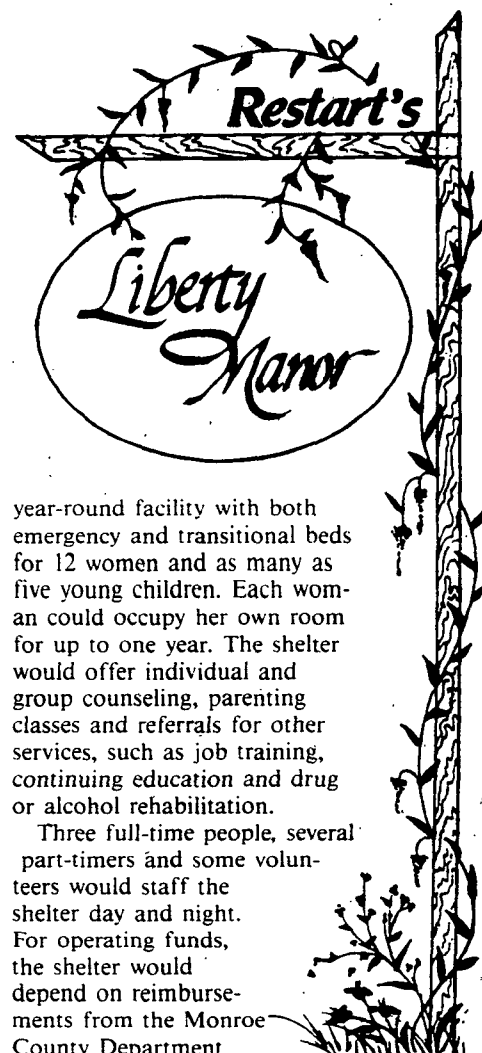 Restart's
Liberty
Manor
year-round facility with both
emergency and transitional beds
for 12 women and as many as
five young children. Each wom-
an could occupy her own room
for up to one year. The shelter
would offer individual and
group counseling, parenting
classes and referrals for other
services, such as job training,
continuing education and drug
or alcohol rehabilitation.
Three full-time people, several
part-timers and some volun-
teers would staff the
shelter day and night.
For operating funds,
the shelter would
depend on reimburse-
ments from the Monroe
County Department